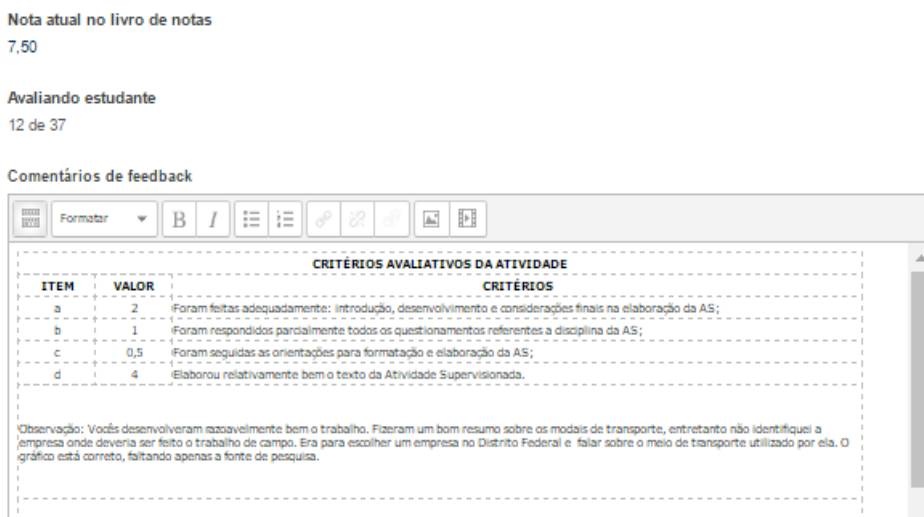 Nota atual no livro de notas
7,50
Avaliando estudante
12 de 37
Comentários de feedback
Formatar B I
CRITÉRIOS AVALIATIVOS DA ATIVIDADE
ITEM VALOR CRITÉRIOS
a 2 Foram feitas adequadamente: introdução, desenvolvimento e considerações finais na elaboração da AS;
b 1 Foram respondidos parcialmente todos os questionamentos referentes a disciplina da AS;
c 0,5 Foram seguidas as orientações para formatação e elaboração da AS;
d 4 Elaborou relativamente bem o texto da Atividade Supervisionada.
Observação: Vocês desenvolveram razoavelmente bem o trabalho. Fizeram um bom resumo sobre os modais de transporte, entretanto não identifiquei a
empresa onde deveria ser feito o trabalho de campo. Era para escolher um empresa no Distrito Federal e falar sobre o meio de transporte utilizado por ela. O
gráfico está correto, faltando apenas a fonte de pesquisa.